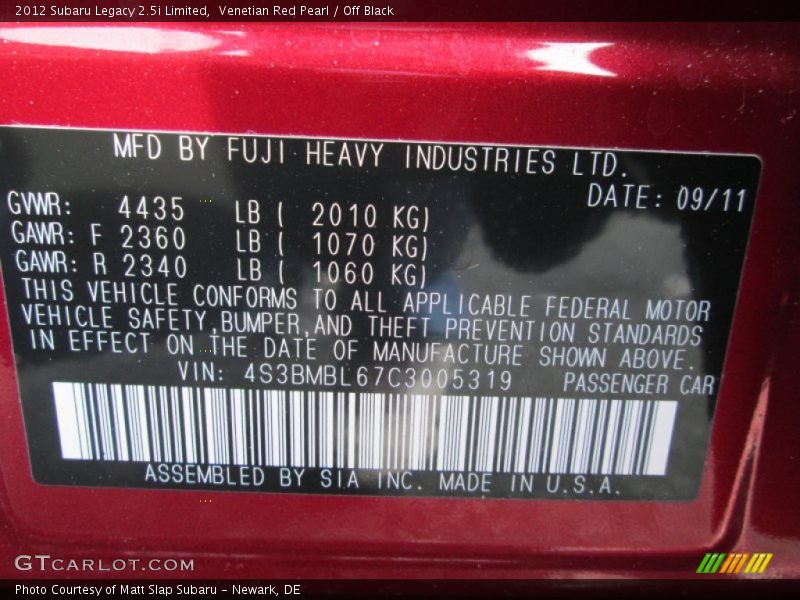 2012 Subaru Legacy 2.5i Limited,  Venetian Red Pearl / Off Black
MFD BY FUJI HEAVY INDUSTRIES LTD.
DATE: 09/11
GVWR: 4435 LB ( 2010 KG)
GAWR: F 2360 LB ( 1070 KG)
GAWR: R 2340 LB ( 1060 KG)
THIS VEHICLE CONFORMS TO ALL APPLICABLE FEDERAL MOTOR
VEHICLE SAFETY,BUMPER,AND THEFT PREVENTION STANDARDS
IN EFFECT ON THE DATE OF MANUFACTURE SHOWN ABOVE.
VIN: 4S3BMBL67C3005319 PASSENGER CAR
ASSEMBLED BY SIA INC. MADE IN U.S.A.
GTCARLOT.COM
Photo Courtesy of Matt Slap Subaru - Newark, DE